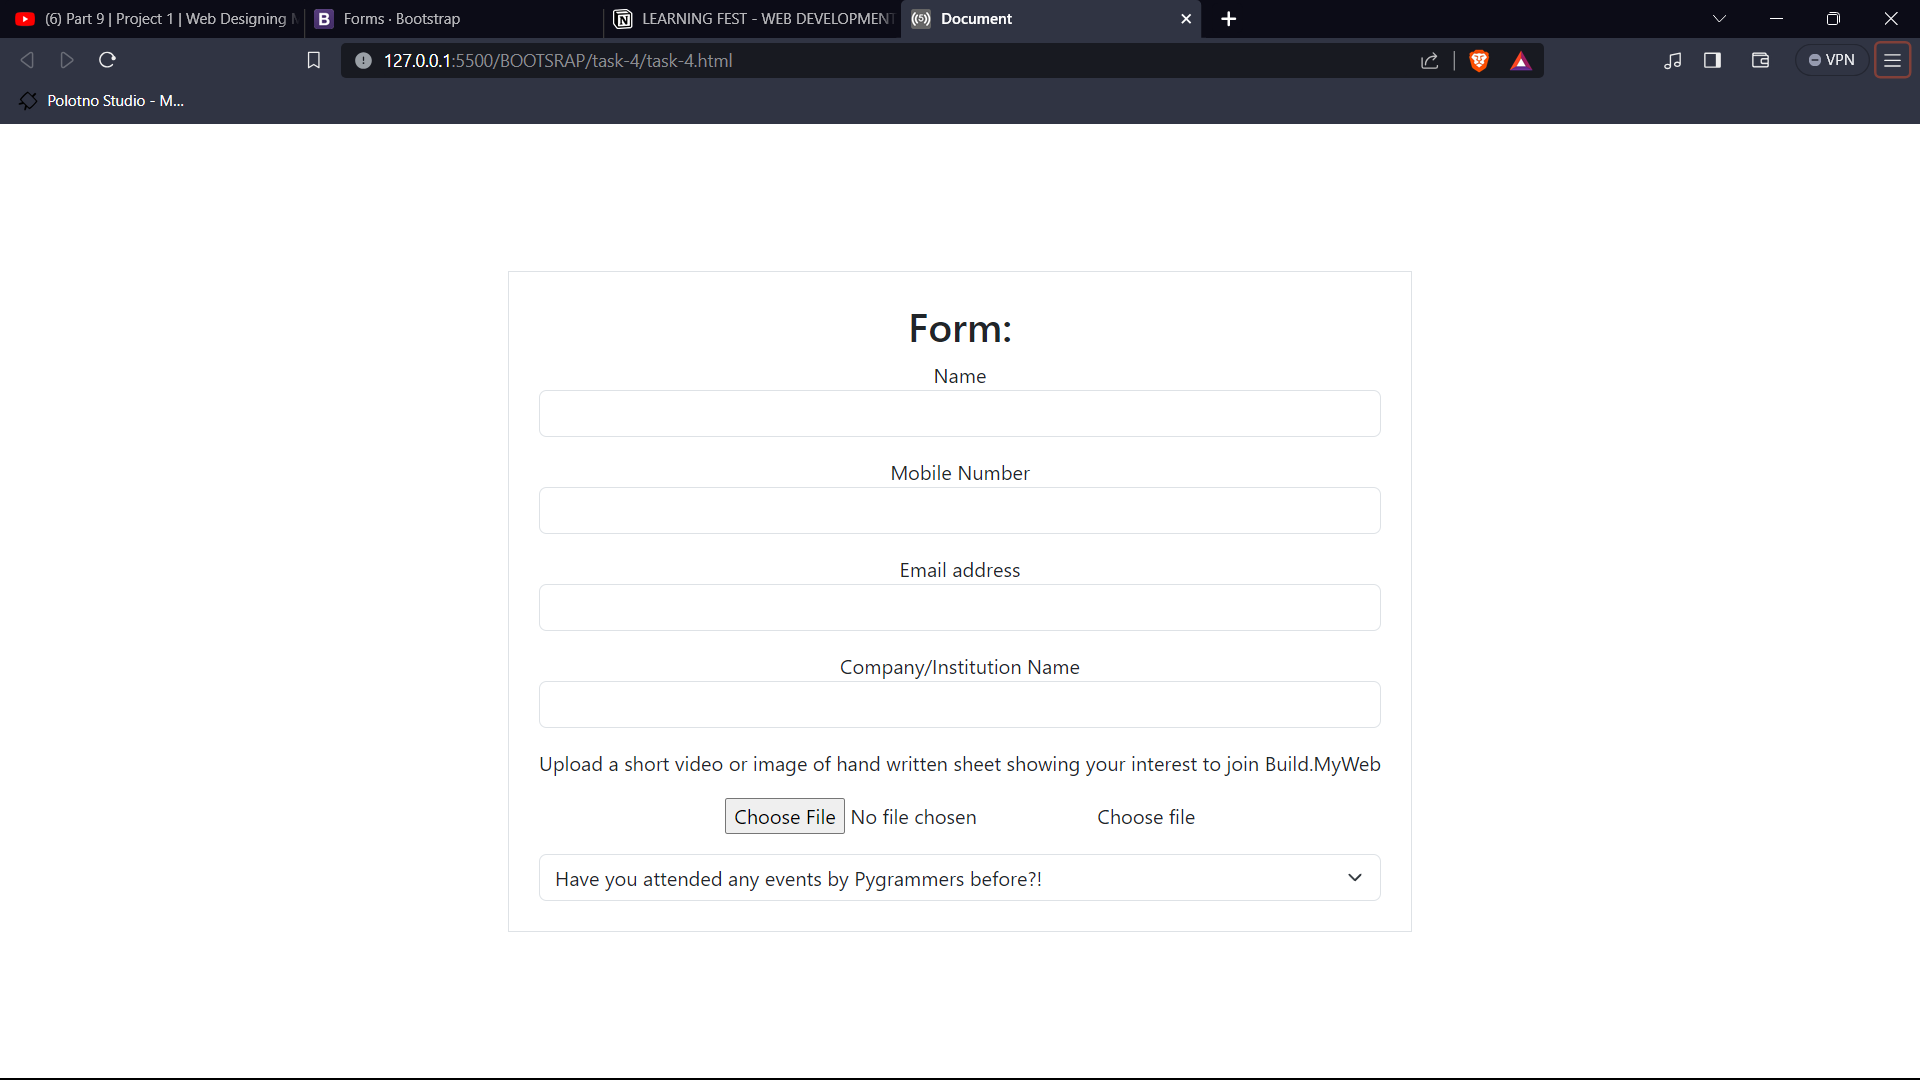 (6) Part 9 | Project 1 | Web Designing
B Forms · Bootstrap
LEARNING FEST - WEB DEVELOPMENT
Document
127.0.0.1:5500/BOOTSRAP/task-4/task-4.html
VPN
Polotno Studio - M...
Form:
Name
Mobile Number
Email address
Company/Institution Name
Upload a short video or image of hand written sheet showing your interest to join Build.MyWeb
Choose File No file chosen Choose file
Have you attended any events by Pygrammers before?!